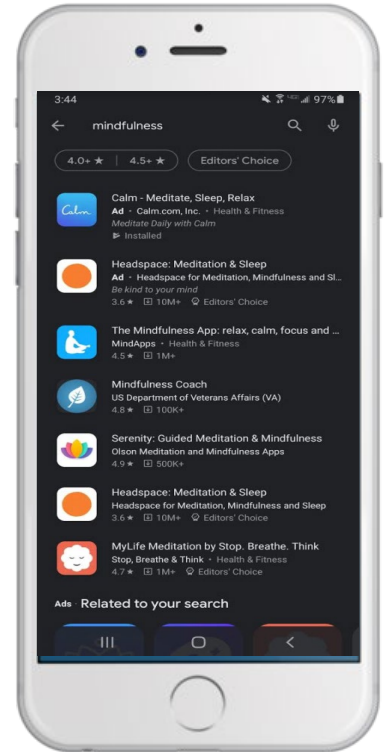 3:44 97%
mindfulness
4.0+ ★ | 4.5+ ★ Editors' Choice
Calm - Meditate, Sleep, Relax
Calm
Ad • Calm.com, Inc. • Health & Fitness
Meditate Daily with Calm
Installed
Headspace: Meditation & Sleep
Ad • Headspace for Meditation, Mindfulness and Sl...
Be kind to your mind
3.6 ★ 10M+ Editors' Choice
The Mindfulness App: relax, calm, focus and ...
MindApps • Health & Fitness
4.5 ★ 1M+
Mindfulness Coach
US Department of Veterans Affairs (VA)
4.8 ★ 100K+
Serenity: Guided Meditation & Mindfulness
Olson Meditation and Mindfulness Apps
4.9 ★ 500K+
Headspace: Meditation & Sleep
Headspace for Meditation, Mindfulness and Sleep
3.6 ★ 10M+ Editors' Choice
MyLife Meditation by Stop. Breathe. Think
Stop, Breathe & Think • Health & Fitness
4.7 ★ 1M+ Editors' Choice
Ads · Related to your search